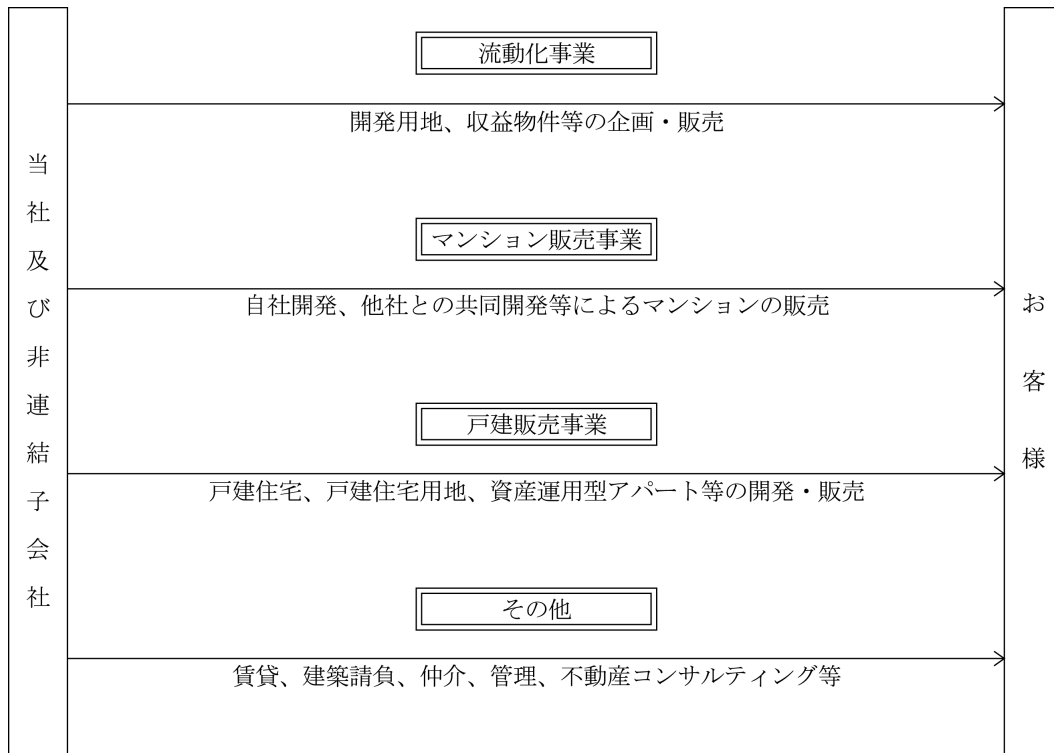 当社及び非連結子会社
流動化事業
開発用地、収益物件等の企画・販売
マンション販売事業
自社開発、他社との共同開発等によるマンションの販売
戸建販売事業
戸建住宅、戸建住宅用地、資産運用型アパート等の開発・販売
その他
賃貸、建築請負、仲介、管理、不動産コンサルティング等
お客様